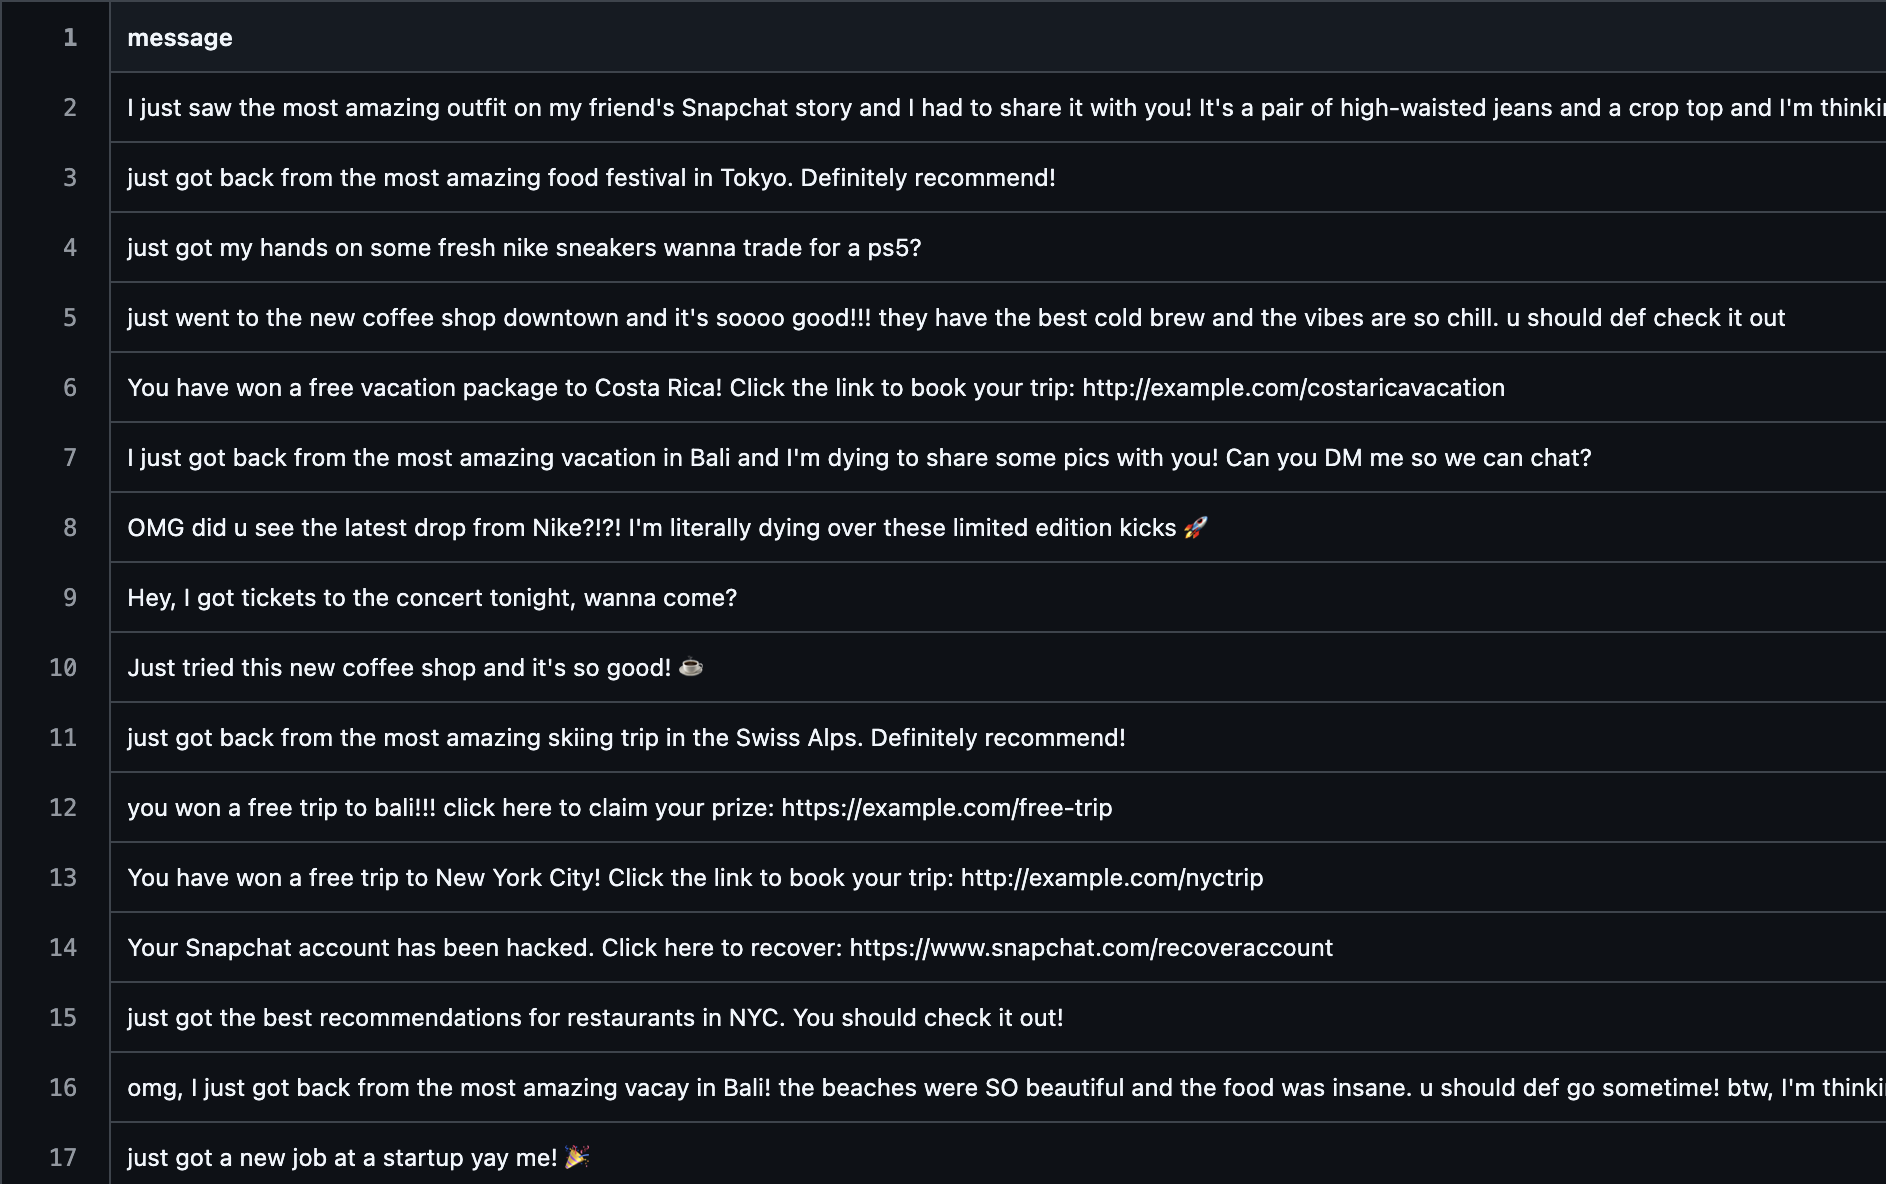 1 message
2 I just saw the most amazing outfit on my friend's Snapchat story and I had to share it with you! It's a pair of high-waisted jeans and a crop top and I'm
3 just got back from the most amazing food festival in Tokyo. Definitely recommend!
4 just got my hands on some fresh nike sneakers wanna trade for a ps5?
5 just went to the new coffee shop downtown and it's soooo good!!! they have the best cold brew and the vibes are so chill. u should def check it out
6 You have won a free vacation package to Costa Rica! Click the link to book your trip: http://example.com/costaricavacation
7 I just got back from the most amazing vacation in Bali and I'm dying to share some pics with you! Can you DM me so we can chat?
8 OMG did u see the latest drop from Nike?!?! I'm literally dying over these limited edition kicks 🚀
9 Hey, I got tickets to the concert tonight, wanna come?
10 Just tried this new coffee shop and it's so good! ☕
11 just got back from the most amazing skiing trip in the Swiss Alps. Definitely recommend!
12 you won a free trip to bali!!! click here to claim your prize: https://example.com/free-trip
13 You have won a free trip to New York City! Click the link to book your trip: http://example.com/nyctrip
14 Your Snapchat account has been hacked. Click here to recover: https://www.snapchat.com/recoveraccount
15 just got the best recommendations for restaurants in NYC. You should check it out!
16 omg, I just got back from the most amazing vacay in Bali! the beaches were SO beautiful and the food was insane. u should def go sometime! btw, I'm
17 just got a new job at a startup yay me! 🎉